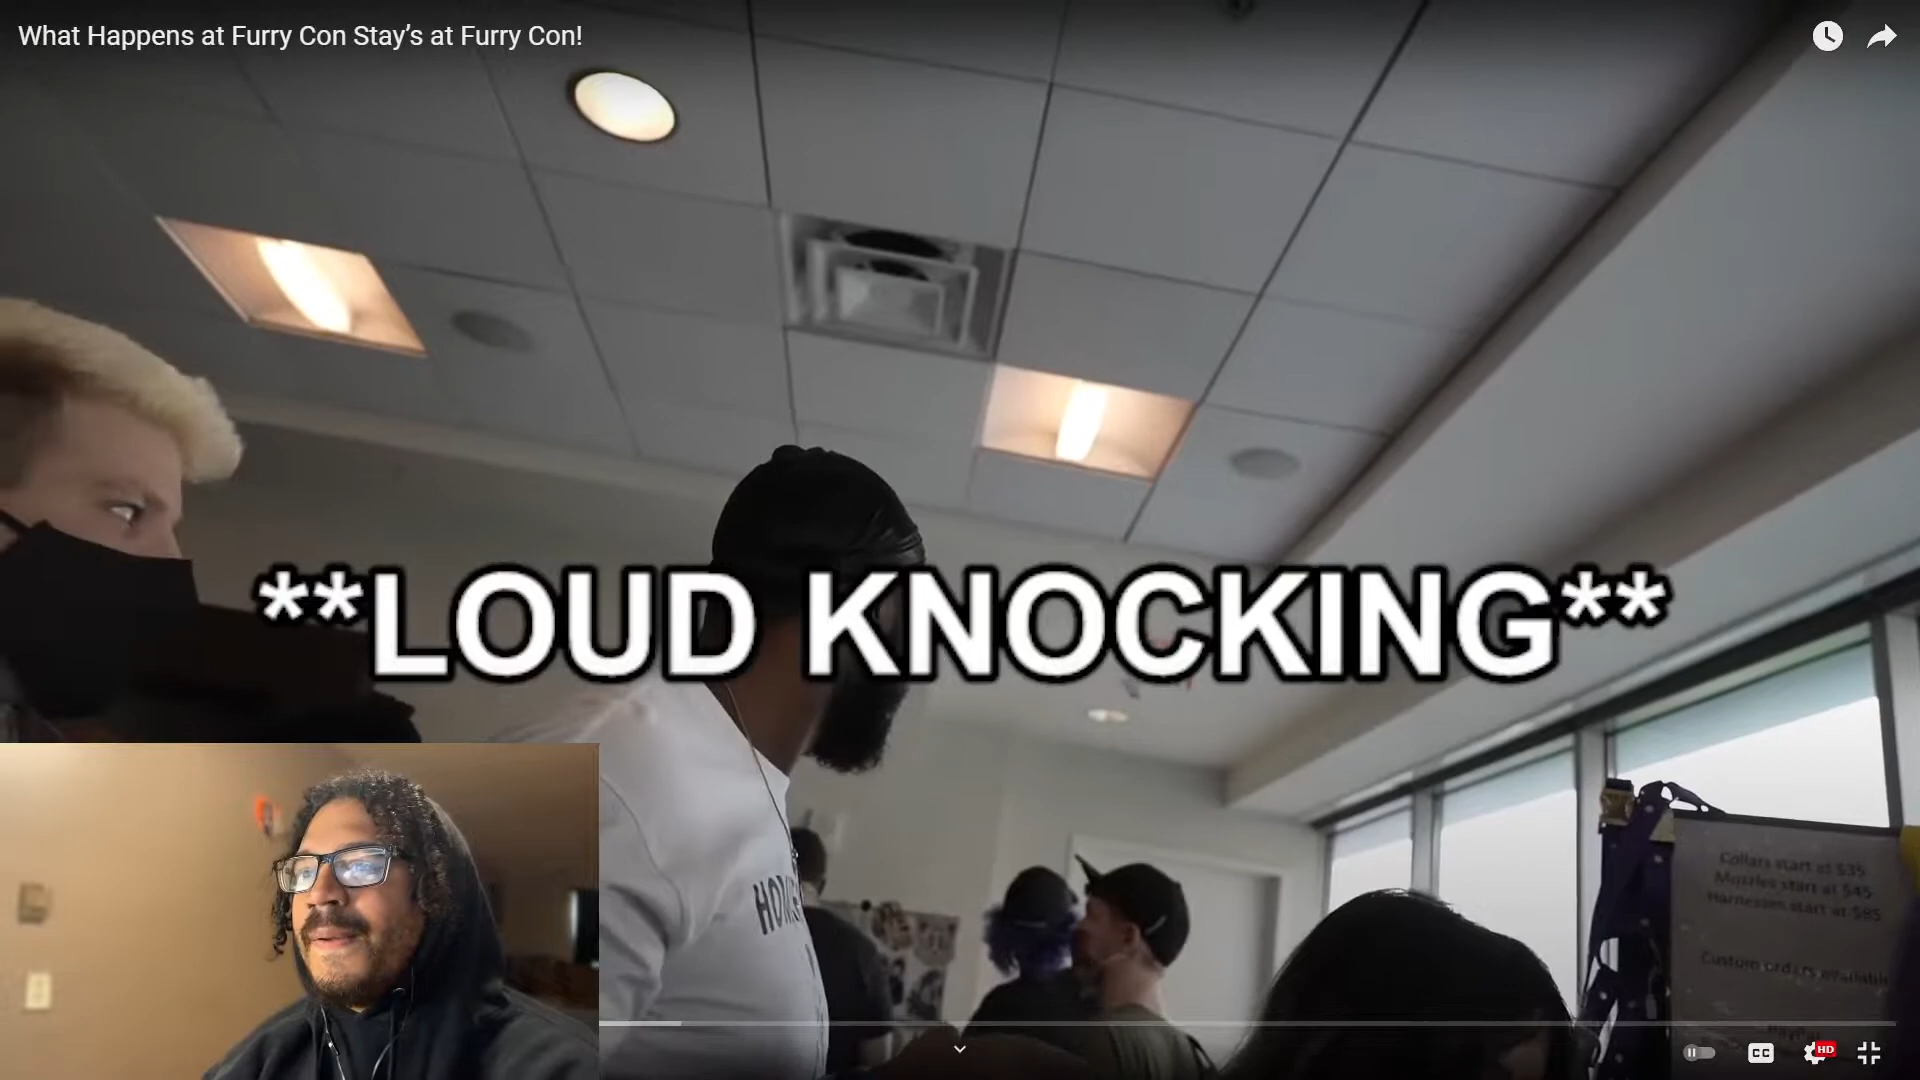 What Happens at Furry Con Stay’s at Furry Con!
**LOUD KNOCKING**
Collars start at $35
Muzzles start at $45
Harnesses start at $85
Custom orders available
PayPal
CC
HD